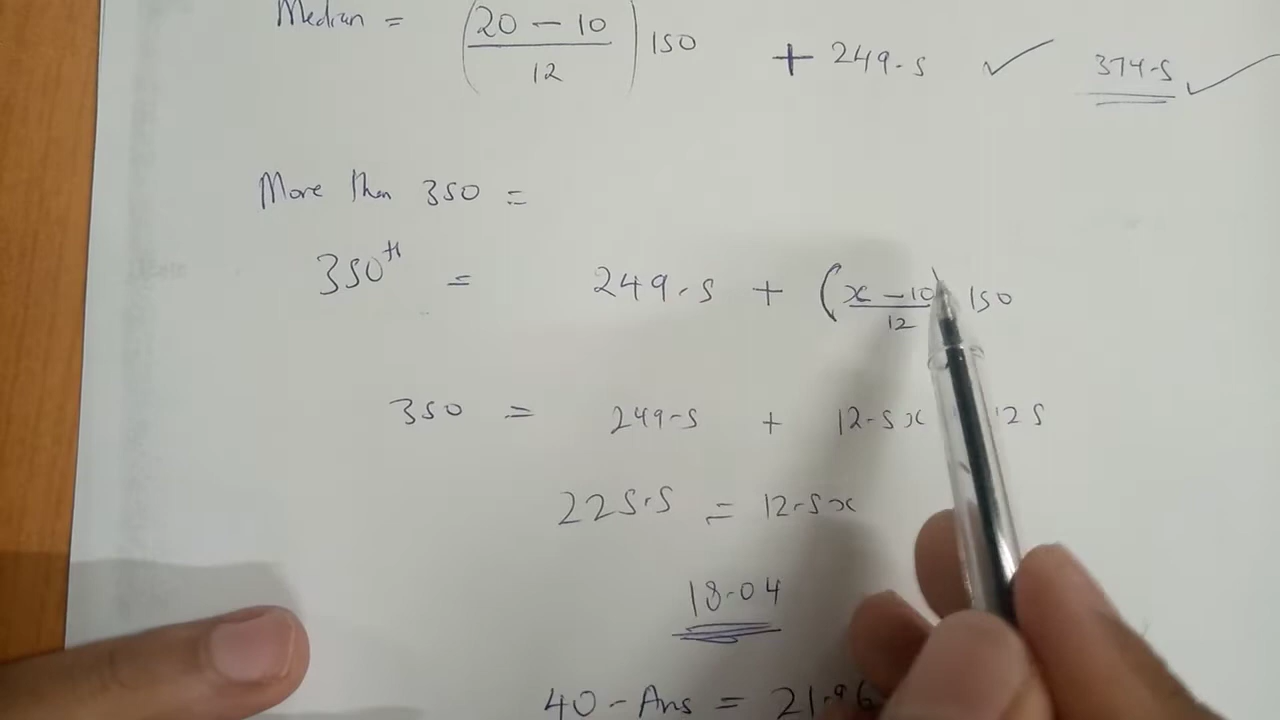 Median = (20 - 10 / 12) 150 + 249.5 ✓ 374.5 ✓
More than 350 =
350th = 249.5 + (x - 10 / 12) 150
350 = 249.5 + 12.5x 125
225.5 = 12.5x
18.04
40 - Ans = 21.96